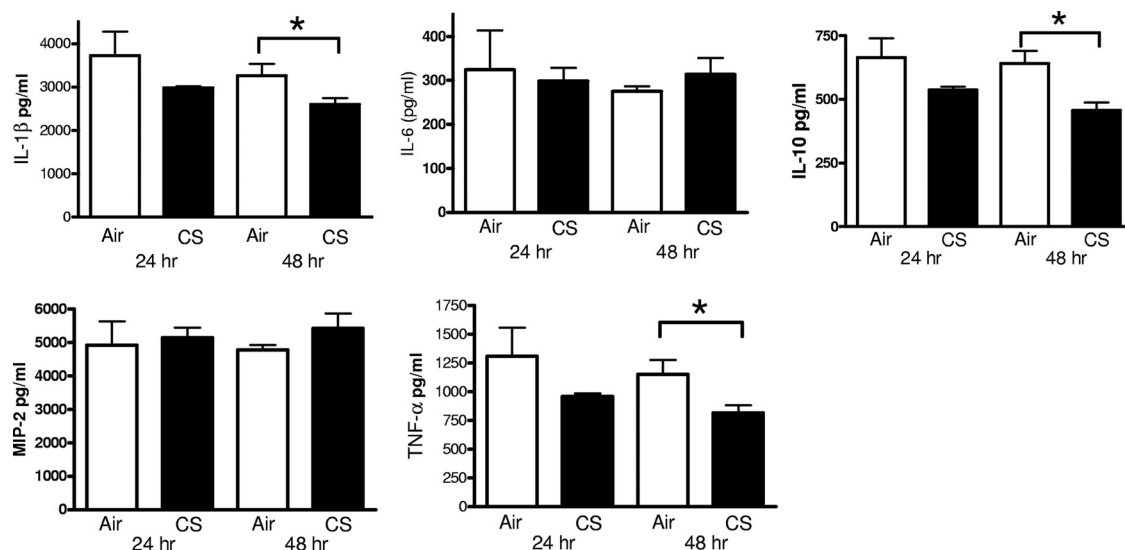 *
4000
3000
2000
1000
0
IL-1β pg/ml
Air CS Air CS
24 hr 48 hr
400
300
200
100
0
IL-6 (pg/ml)
Air CS Air CS
24 hr 48 hr
*
750
500
250
0
IL-10 pg/ml
Air CS Air CS
24 hr 48 hr
6000
5000
4000
3000
2000
1000
0
MIP-2 pg/ml
Air CS Air CS
24 hr 48 hr
*
1750
1500
1250
1000
750
500
250
0
TNF-α pg/ml
Air CS Air CS
24 hr 48 hr